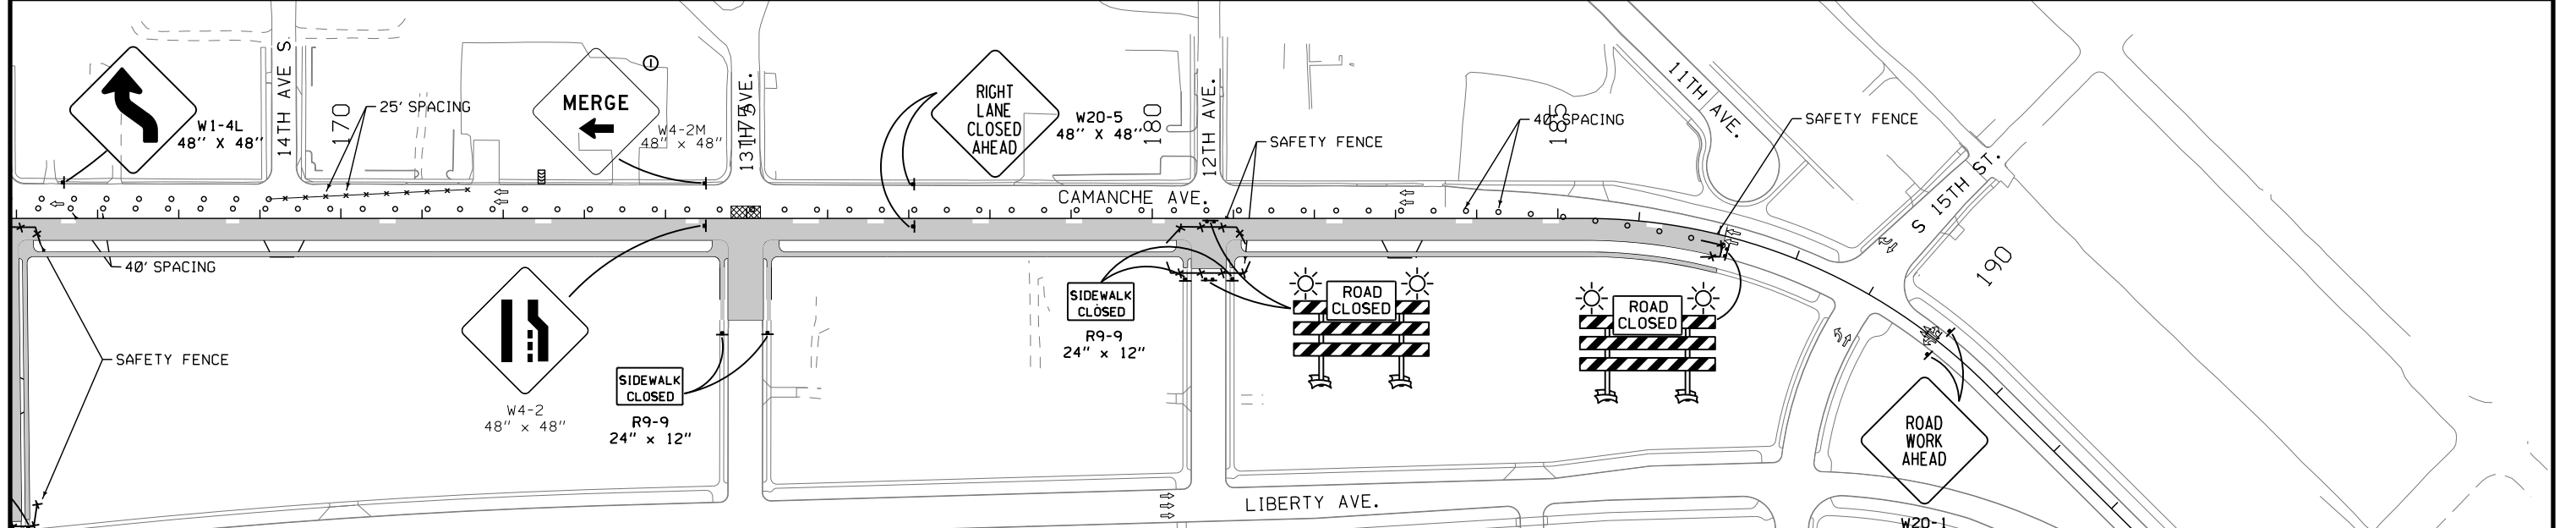 W1-4L
48" X 48"
14TH AVE S.
170
25' SPACING
MERGE
W4-2M
48" x 48"
13TH AVE.
175
RIGHT
LANE
CLOSED
AHEAD
W20-5
48" X 48"
180
12TH AVE.
SAFETY FENCE
CAMANCHE AVE.
40' SPACING
185
11TH AVE.
SAFETY FENCE
S 15TH ST.
190
40' SPACING
SAFETY FENCE
W4-2
48" x 48"
SIDEWALK
CLOSED
R9-9
24" x 12"
SIDEWALK
CLOSED
R9-9
24" x 12"
ROAD
CLOSED
ROAD
CLOSED
ROAD
WORK
AHEAD
W20-1
LIBERTY AVE.
1